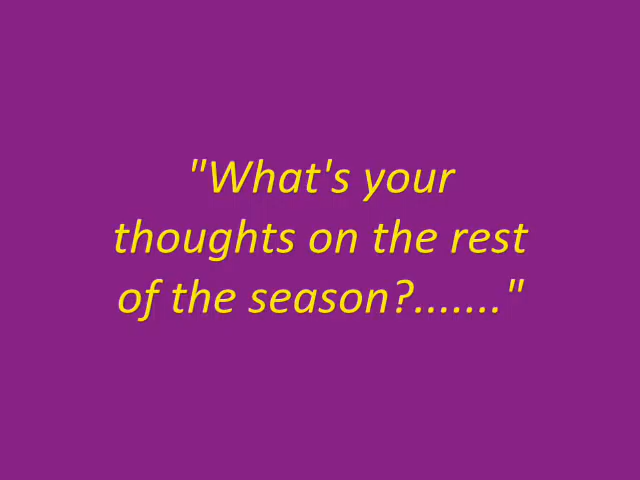 "What's your
thoughts on the rest
of the season?......."